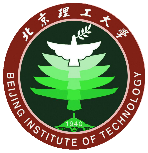 北京理工大学
1940
BEIJING INSTITUTE OF TECHNOLOGY